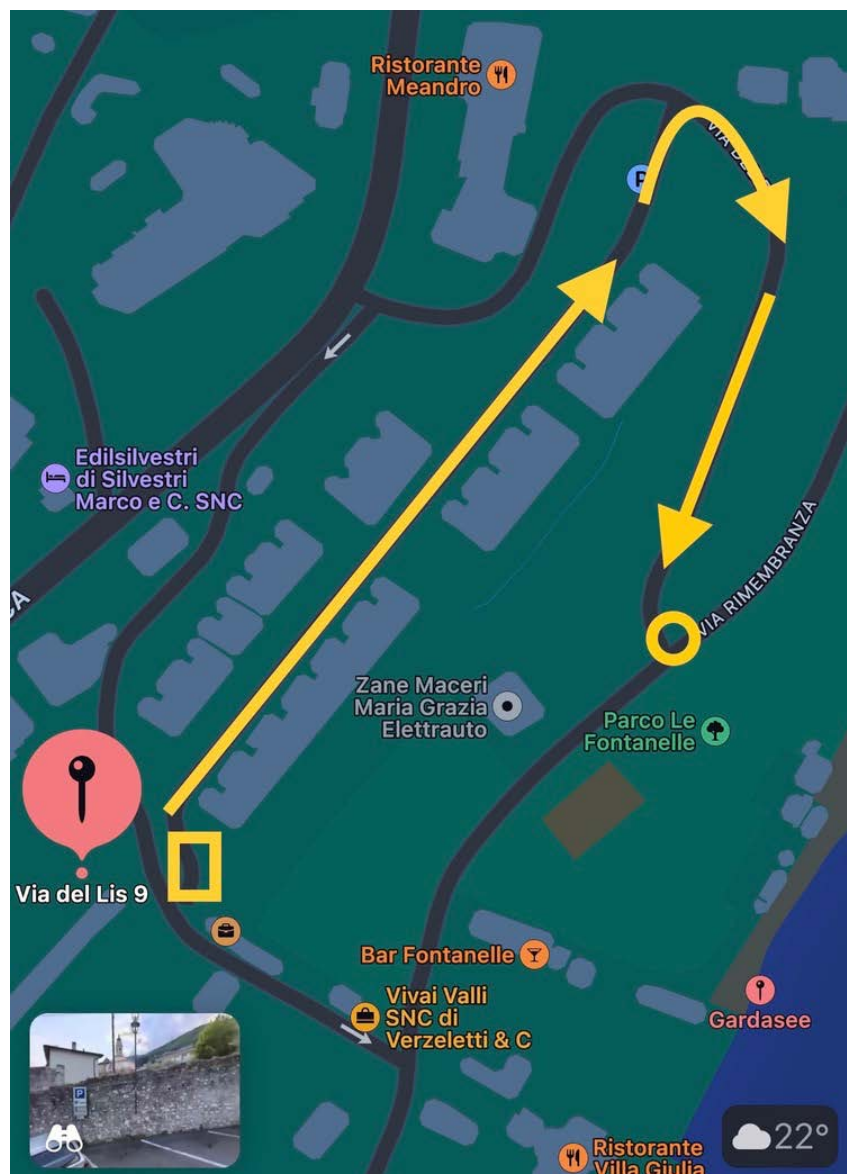 Ristorante
Meandro
P
VIA DE
Edilsilvestri
di Silvestri
Marco e C. SNC
CA
VIA RIMEMBRANZA
Zane Maceri
Maria Grazia
Elettrauto
Parco Le
Fontanelle
Via del Lis 9
Bar Fontanelle
Vivai Valli
SNC di
Verzeletti & C
Gardasee
P
22°
Ristorante
Villa Giulia